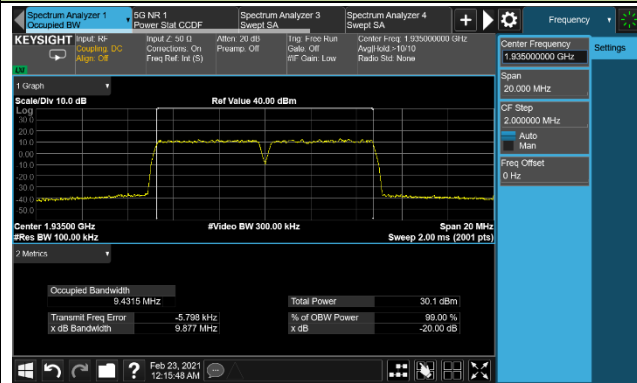 Spectrum Analyzer 1
Occupied BW
5G NR 1
Power Stat CCDF
Spectrum Analyzer 3
Swept SA
Spectrum Analyzer 4
Swept SA
Frequency
KEYSIGHT
Input: RF
Coupling: DC
Align: Off
Input Z: 50 Ω
Corrections: On
Freq Ref: Int (S)
Atten: 20 dB
Preamp: Off
Trig: Free Run
Gate: Off
#IF Gain: Low
Center Freq: 1.935000000 GHz
Avg|Hold:>10/10
Radio Std: None
Center Frequency
1.935000000 GHz
Settings
Span
20.000 MHz
CF Step
2.000000 MHz
Auto
Man
Freq Offset
0 Hz
1 Graph
Scale/Div 10.0 dB
Ref Value 40.00 dBm
Log
30.0
20.0
10.0
0.00
-10.0
-20.0
-30.0
-40.0
-50.0
Center 1.93500 GHz
#Video BW 300.00 kHz
Span 20 MHz
#Res BW 100.00 kHz
Sweep 2.00 ms (2001 pts)
2 Metrics
Occupied Bandwidth
9.4315 MHz
Total Power
30.1 dBm
Transmit Freq Error
-5.798 kHz
% of OBW Power
99.00 %
x dB Bandwidth
9.877 MHz
x dB
-20.00 dB
?
Feb 23, 2021
12:15:48 AM